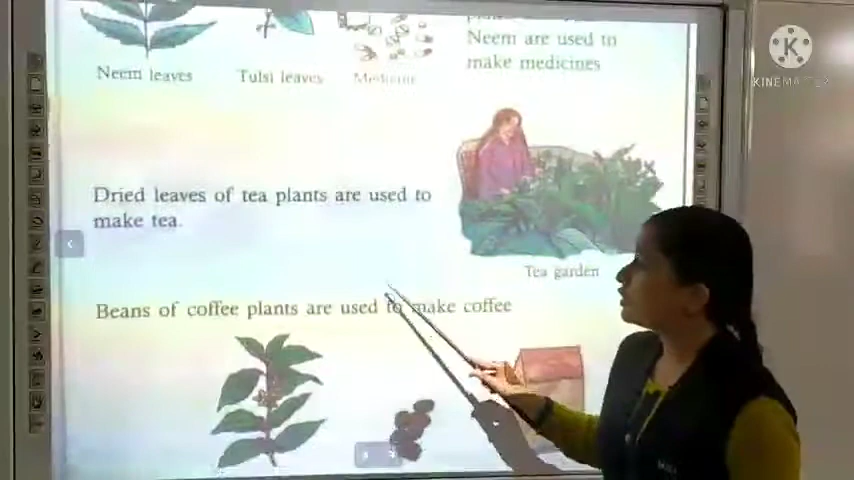 Neem are used to
make medicines
Neem leaves
Tulsi leaves
Medicine
Dried leaves of tea plants are used to
make tea.
Tea garden
Beans of coffee plants are used to make coffee
KINEMASTER